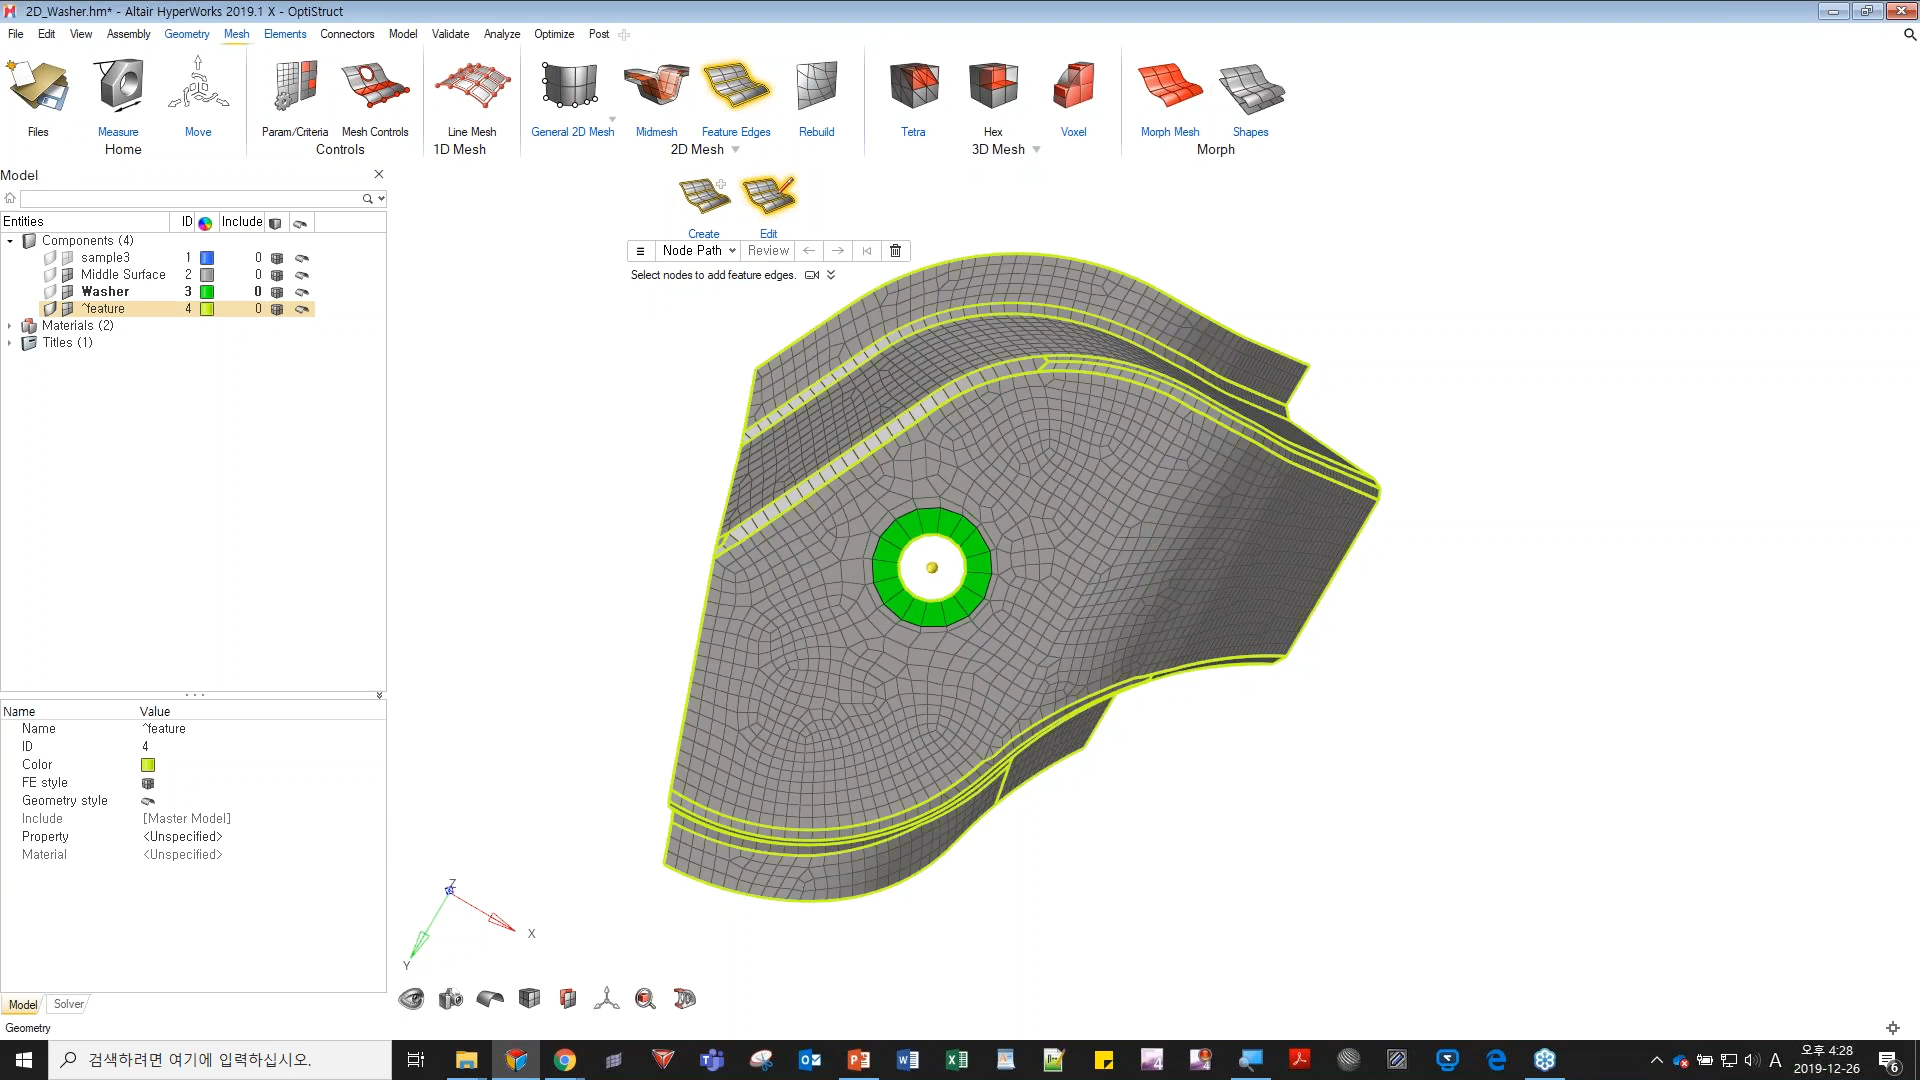 2D_Washer.hm* - Altair HyperWorks 2019.1 X - OptiStruct
File Edit View Assembly Geometry Mesh Elements Connectors Model Validate Analyze Optimize Post
Files Measure Move Param/Criteria Mesh Controls Line Mesh General 2D Mesh Midmesh Feature Edges Rebuild Tetra Hex Voxel Morph Mesh Shapes
Home Controls 1D Mesh 2D Mesh 3D Mesh Morph
Model
Entities ID Include
Components (4)
sample3 1 0
Middle Surface 2 0
Washer 3 0
^feature 4 0
Materials (2)
Titles (1)
Create Edit
Node Path Review
Select nodes to add feature edges.
Name Value
Name ^feature
ID 4
Color
FE style
Geometry style
Include [Master Model]
Property <Unspecified>
Material <Unspecified>
Z
X
Y
Model Solver
Geometry
검색하려면 여기에 입력하십시오.
A
오후 4:28
2019-12-26
6